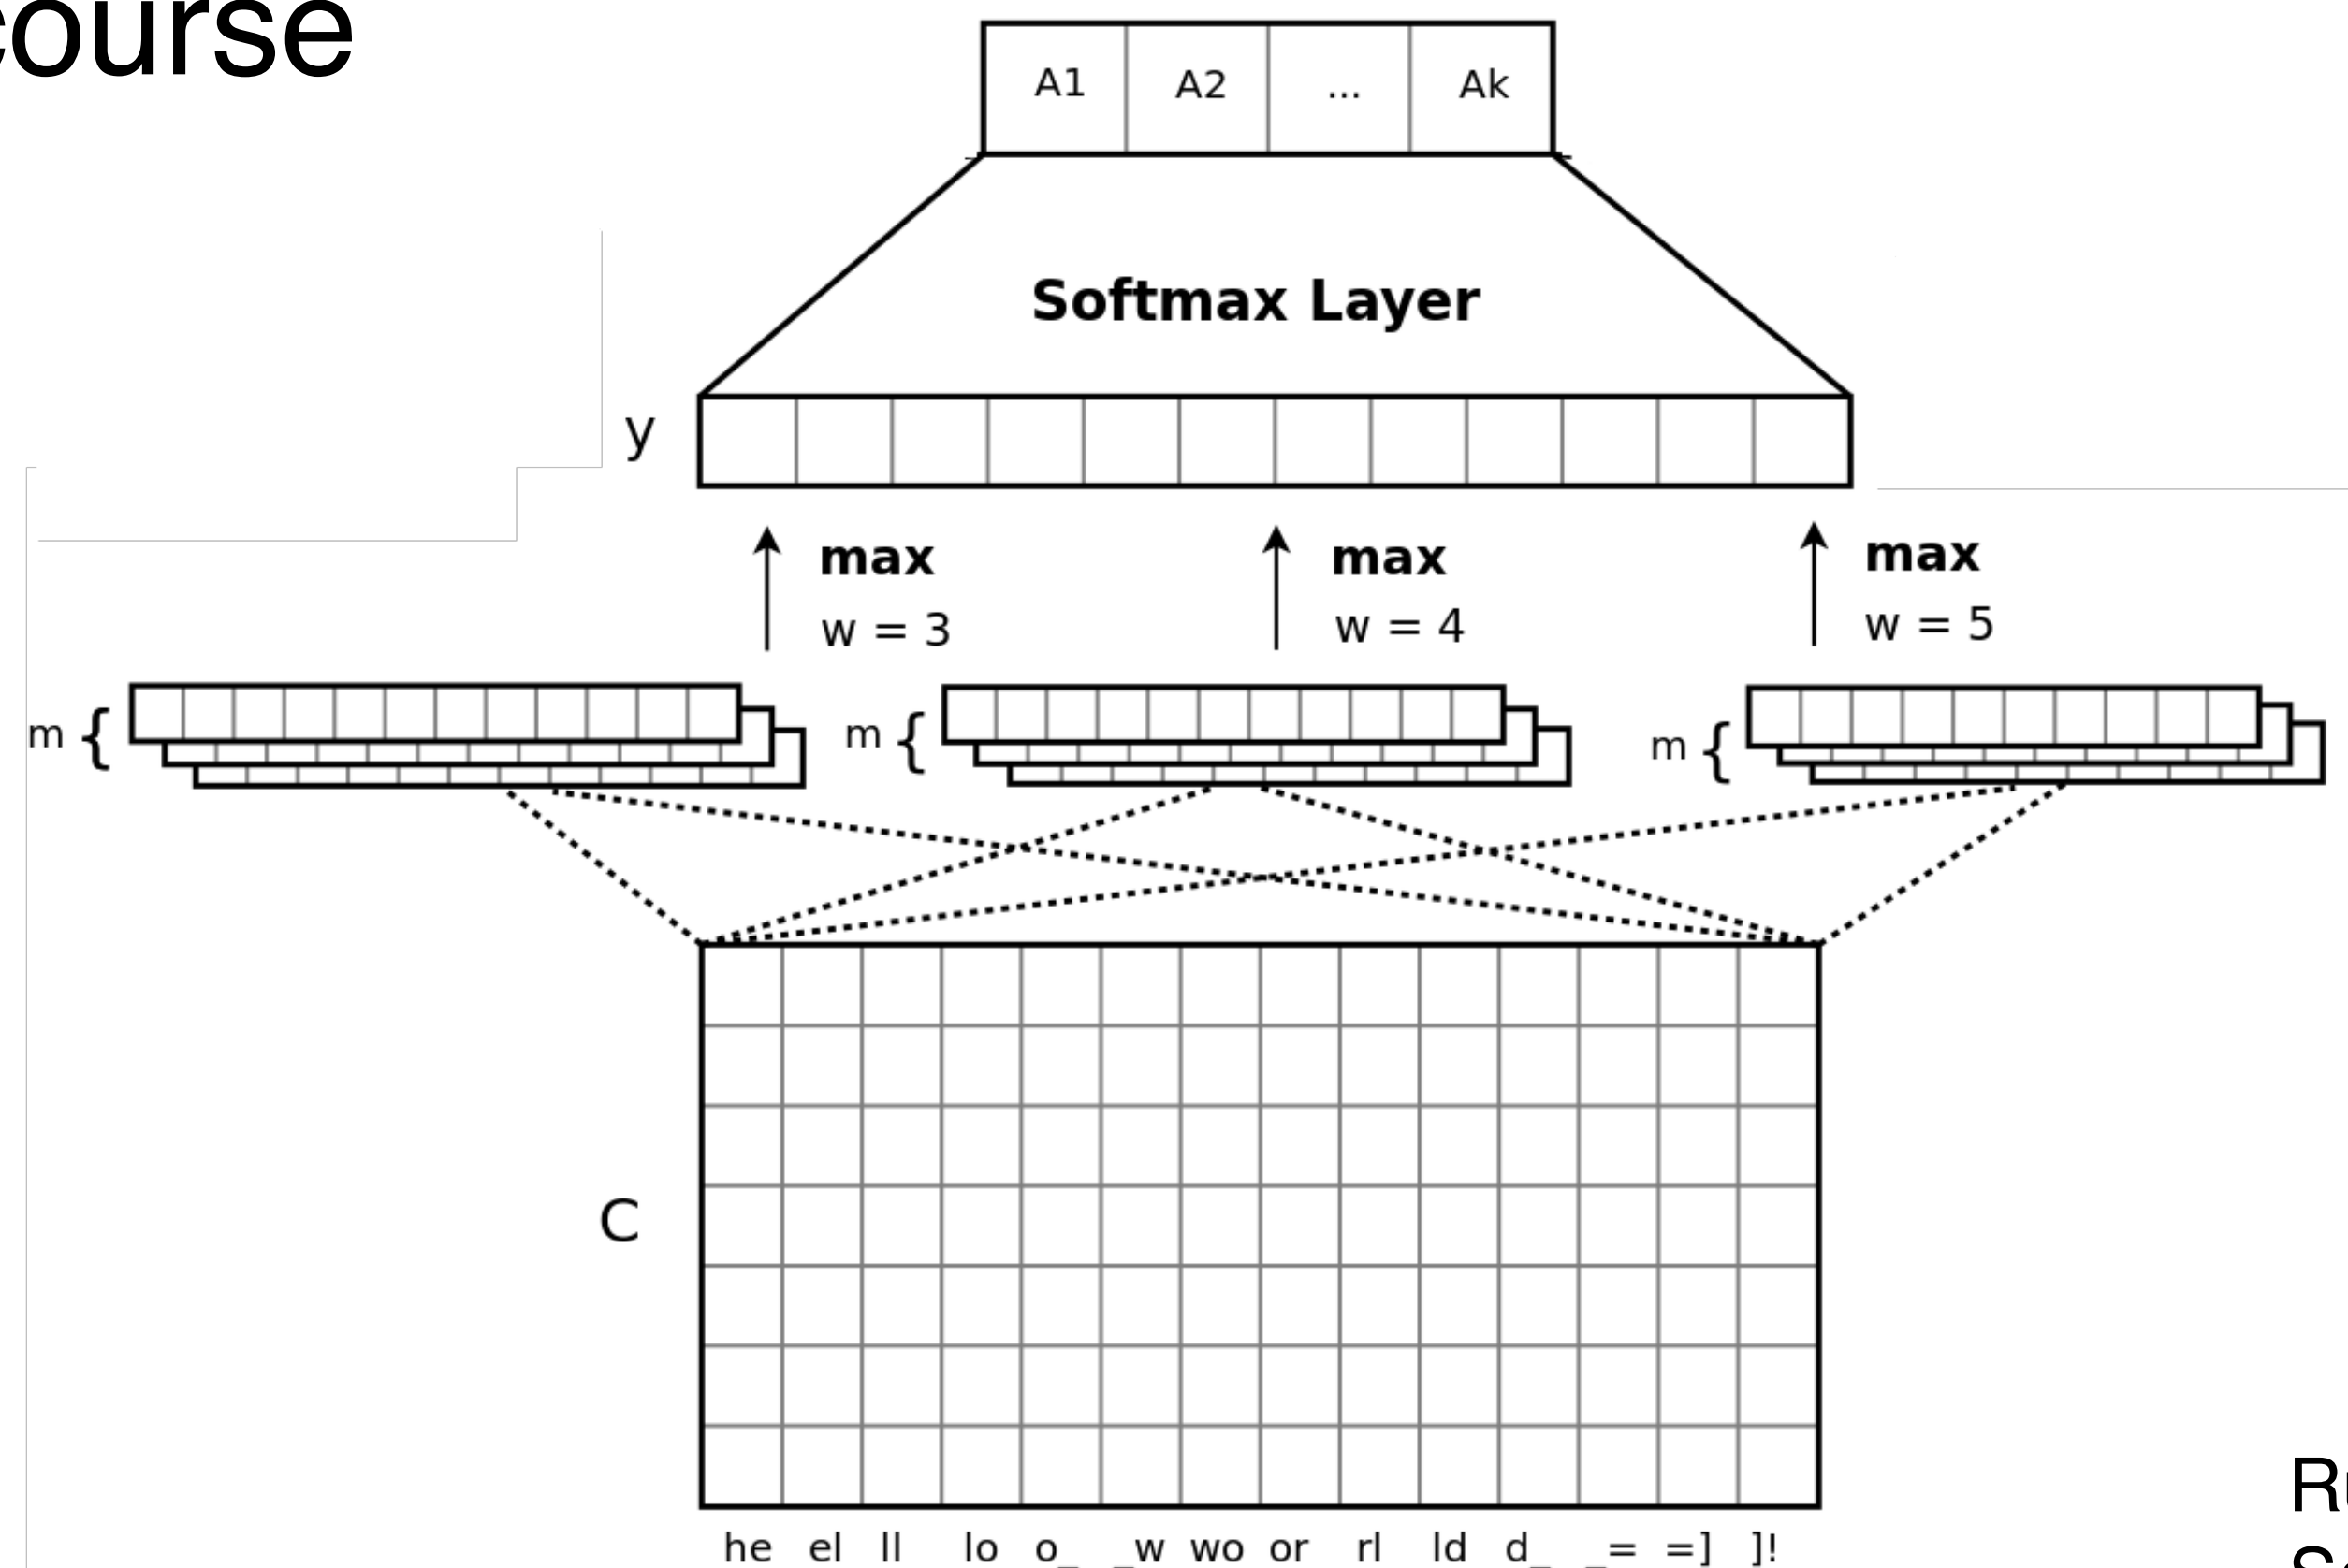 course
A1 A2 ... Ak
Softmax Layer
y
max max max
w = 3 w = 4 w = 5
m { m { m {
C
he el ll lo o_ _w wo or rl ld d_ _= =] ]!